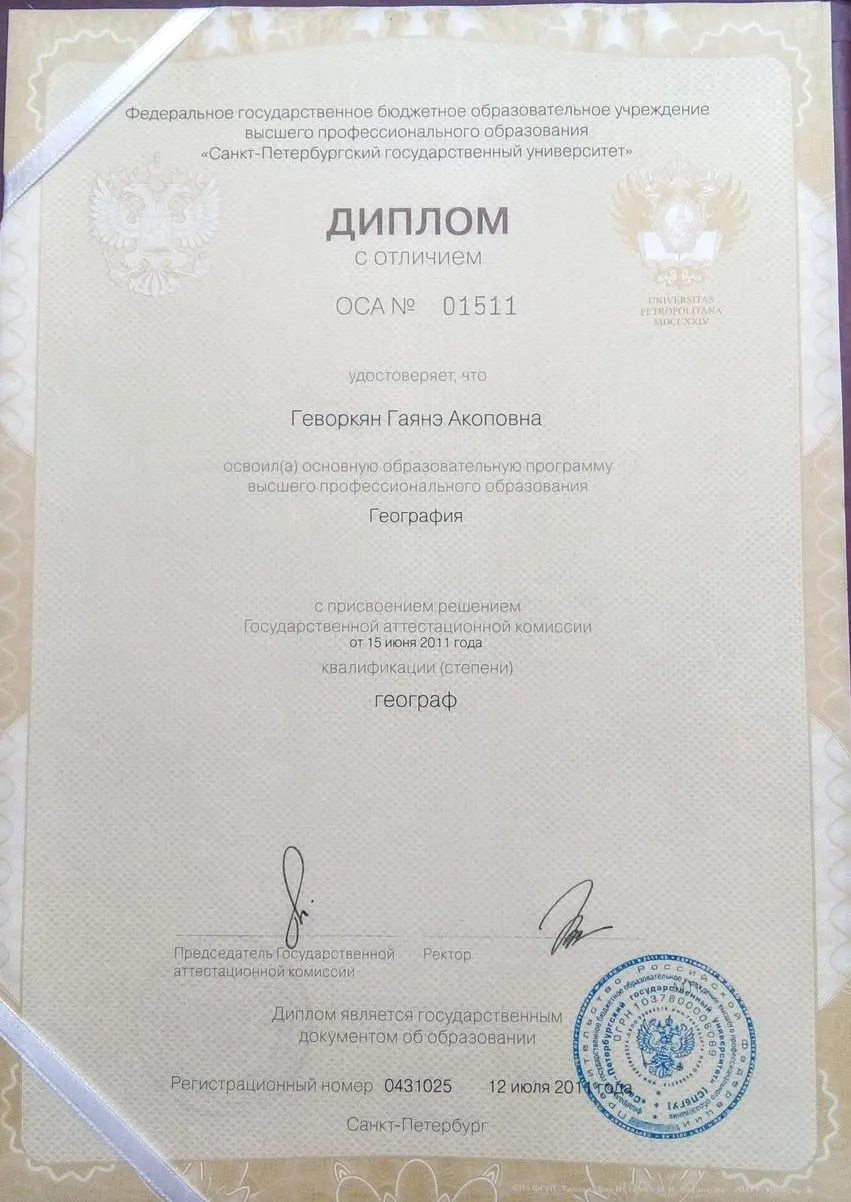 Федеральное государственное бюджетное образовательное учреждение
высшего профессионального образования
«Санкт-Петербургский государственный университет»
ДИПЛОМ
с отличием
ОСА № 01511
UNIVERSITAS
PETROPOLITANA
MDCCXXIV
удостоверяет, что
Геворкян Гаянэ Акоповна
освоил(а) основную образовательную программу
высшего профессионального образования
География
с присвоением решением
Государственной аттестационной комиссии
от 15 июня 2011 года
квалификации (степени)
географ
Председатель Государственной
аттестационной комиссии
Ректор
Диплом является государственным
документом об образовании
Регистрационный номер 0431025 12 июля 2011 года
Санкт-Петербург
Правительство Российской Федерации